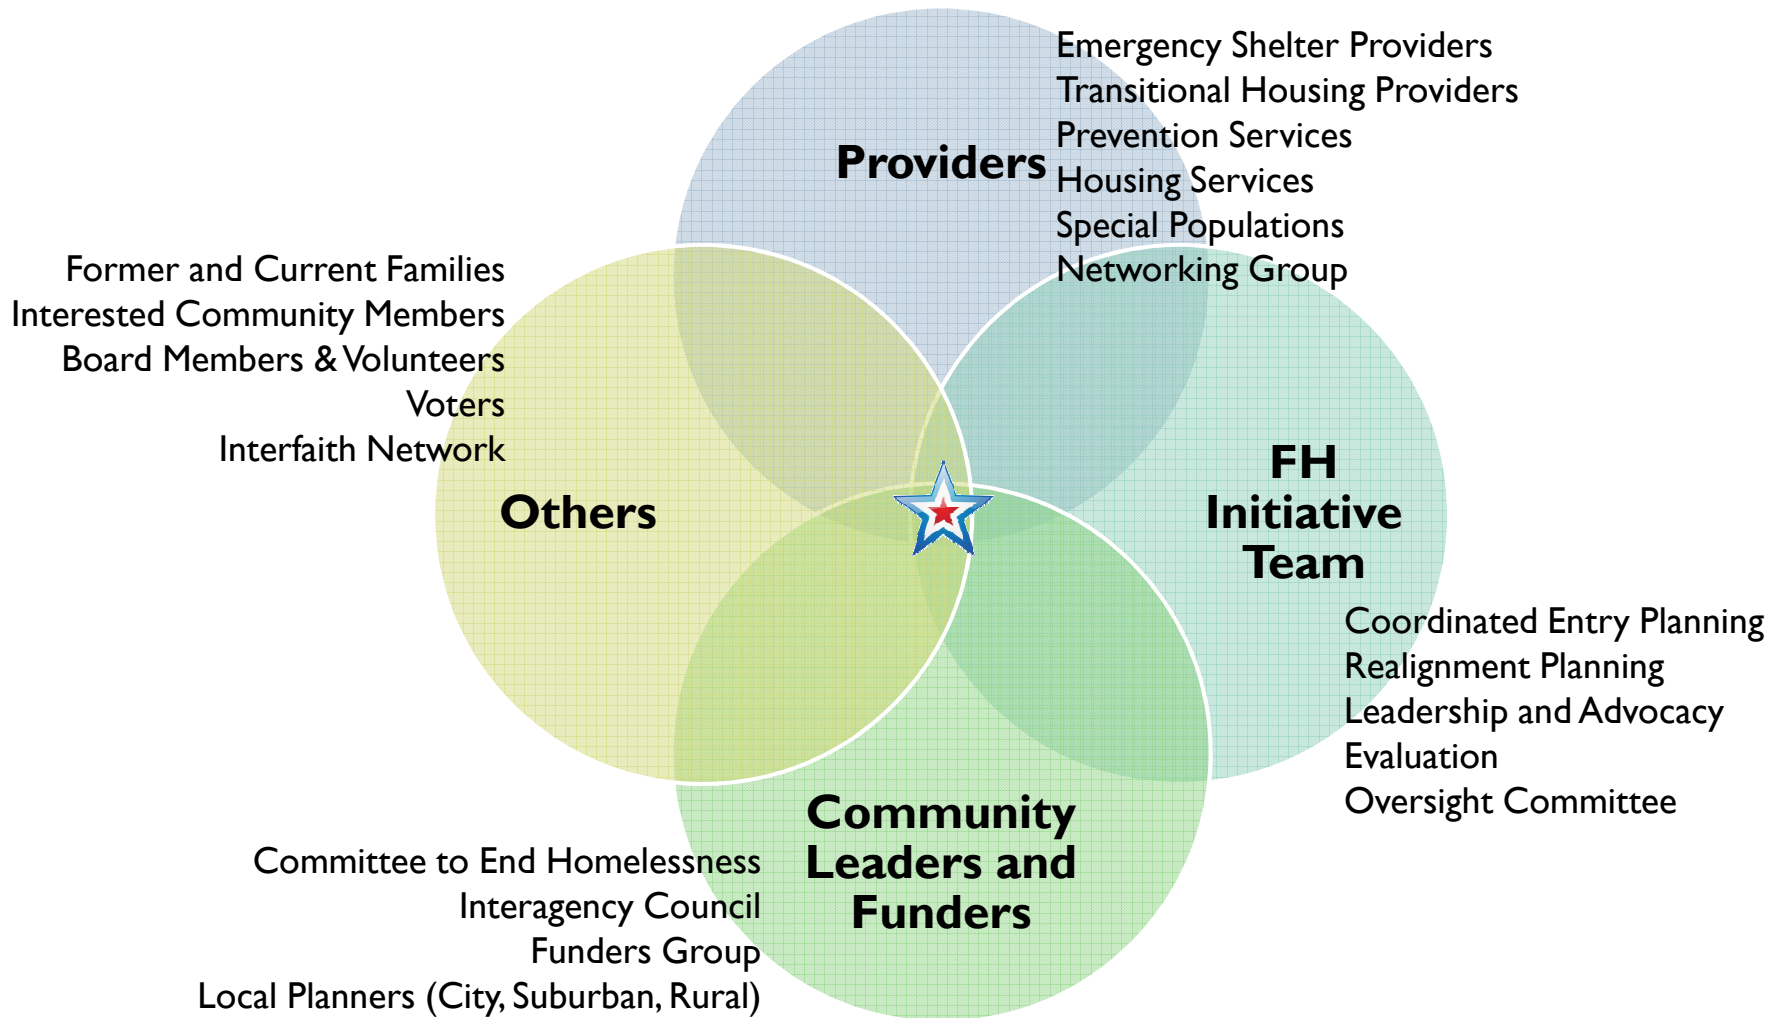 Providers
Emergency Shelter Providers
Transitional Housing Providers
Prevention Services
Housing Services
Special Populations
Networking Group
Former and Current Families
Interested Community Members
Board Members & Volunteers
Voters
Interfaith Network
Others
FH
Initiative
Team
Coordinated Entry Planning
Realignment Planning
Leadership and Advocacy
Evaluation
Oversight Committee
Community
Leaders and
Funders
Committee to End Homelessness
Interagency Council
Funders Group
Local Planners (City, Suburban, Rural)